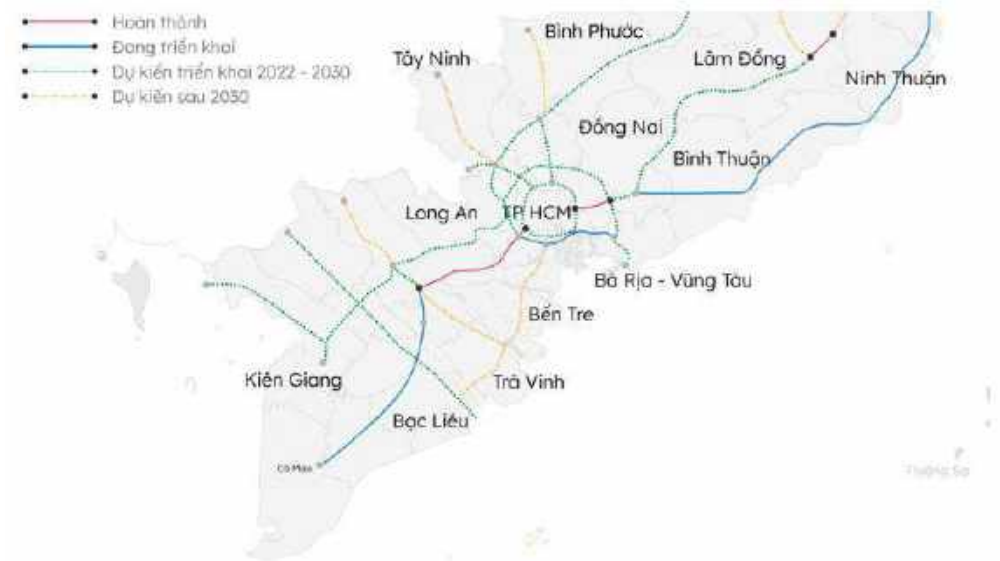 Hoàn thành
Đang triển khai
Dự kiến triển khai 2022 - 2030
Dự kiến sau 2030
Bình Phước
Tây Ninh
Lâm Đồng
Ninh Thuận
Đồng Nai
Bình Thuận
Long An
TP HCM
Bà Rịa - Vũng Tàu
Bến Tre
Kiên Giang
Trà Vinh
Bạc Liêu
Cà Mau